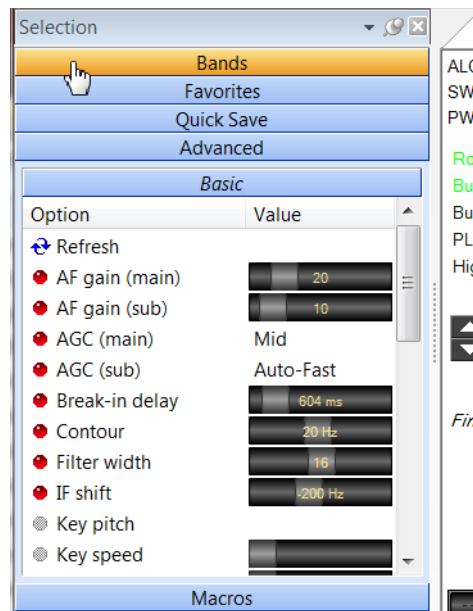 Selection
Bands
Favorites
Quick Save
Advanced
Basic
Option Value
Refresh
AF gain (main) 20
AF gain (sub) 10
AGC (main) Mid
AGC (sub) Auto-Fast
Break-in delay 604 ms
Contour 20 Hz
Filter width 16
IF shift -200 Hz
Key pitch
Key speed
Macros
ALC
SW
PW
Ro
Bu
Bu
PL
Hig
Fin